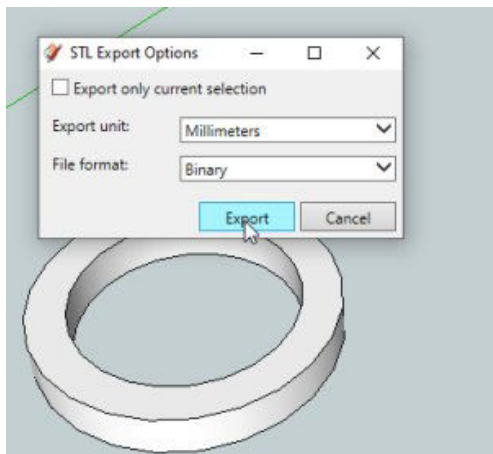 STL Export Options
Export only current selection
Export unit: Millimeters
File format: Binary
Export Cancel